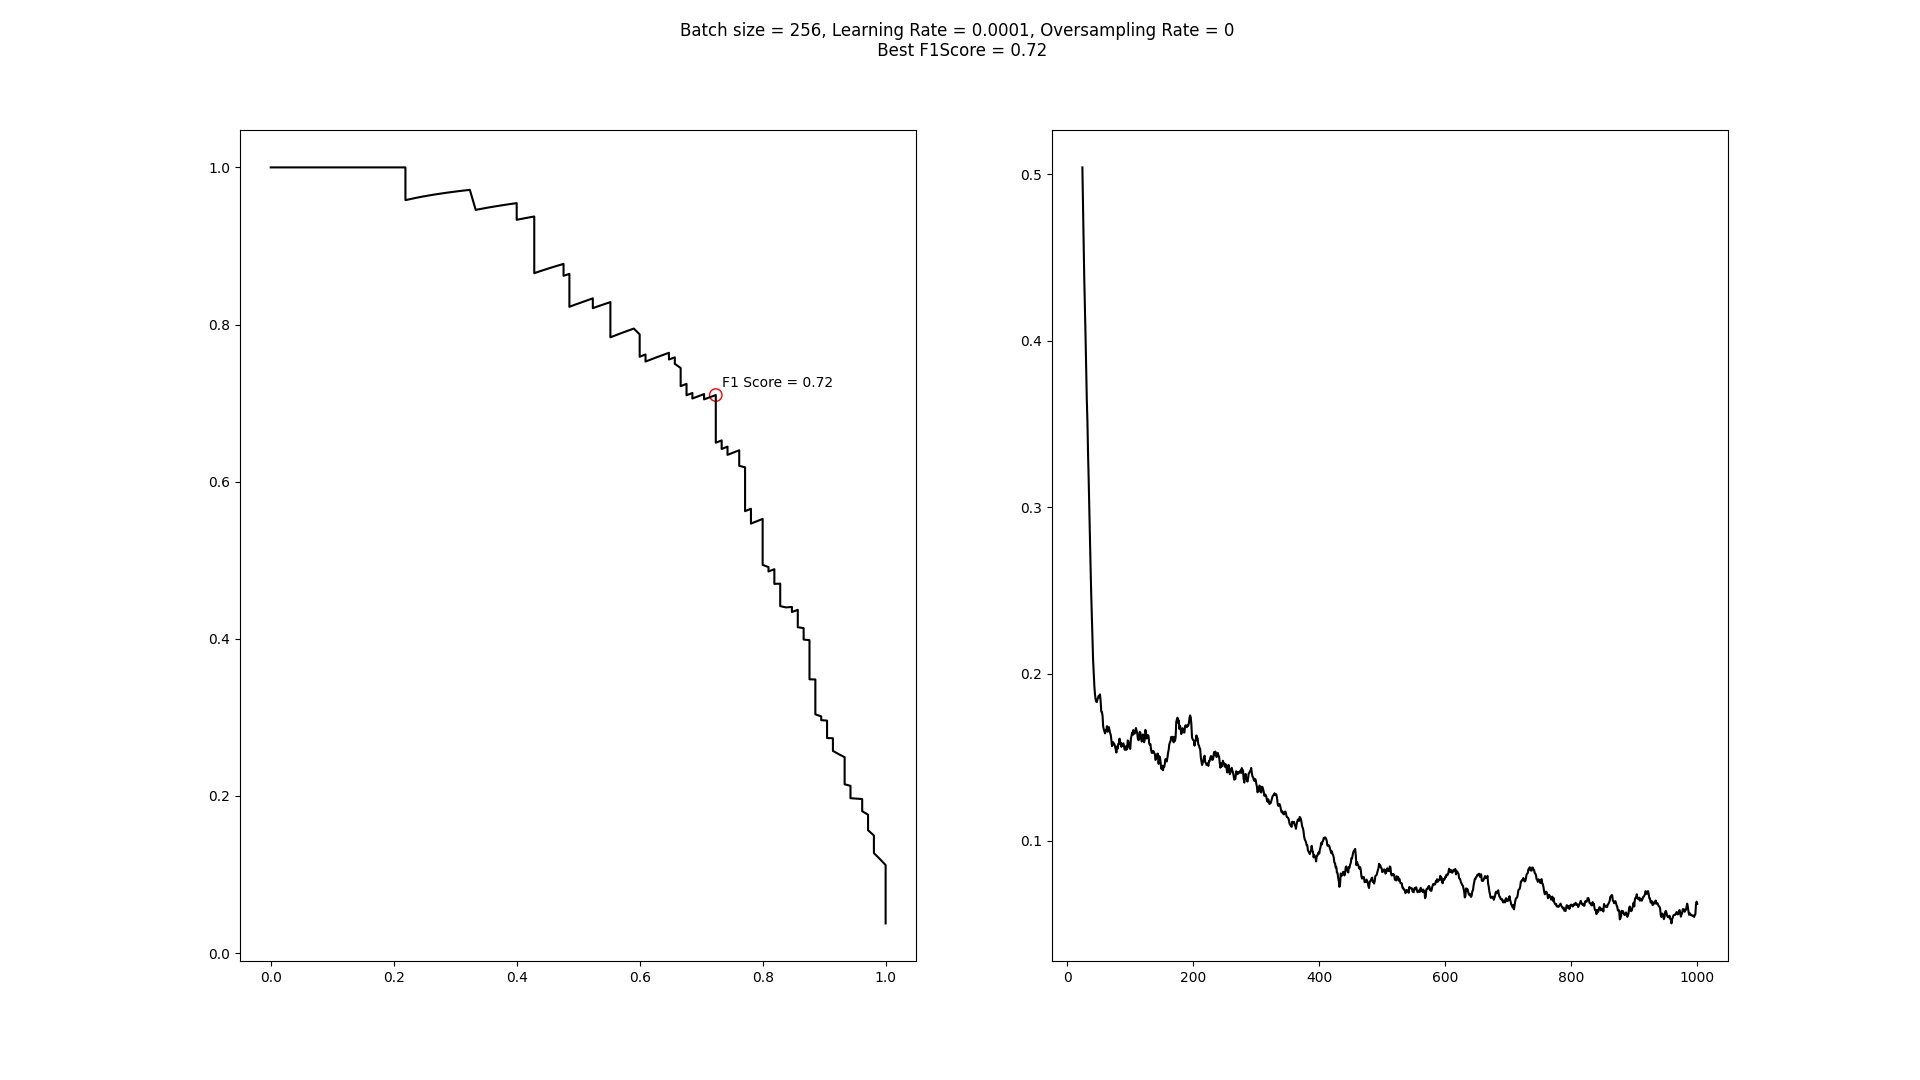 Batch size = 256, Learning Rate = 0.0001, Oversampling Rate = 0
Best F1Score = 0.72
1.0
0.8
0.6
0.4
0.2
0.0
0.0 0.2 0.4 0.6 0.8 1.0
F1 Score = 0.72
0.5
0.4
0.3
0.2
0.1
0 200 400 600 800 1000